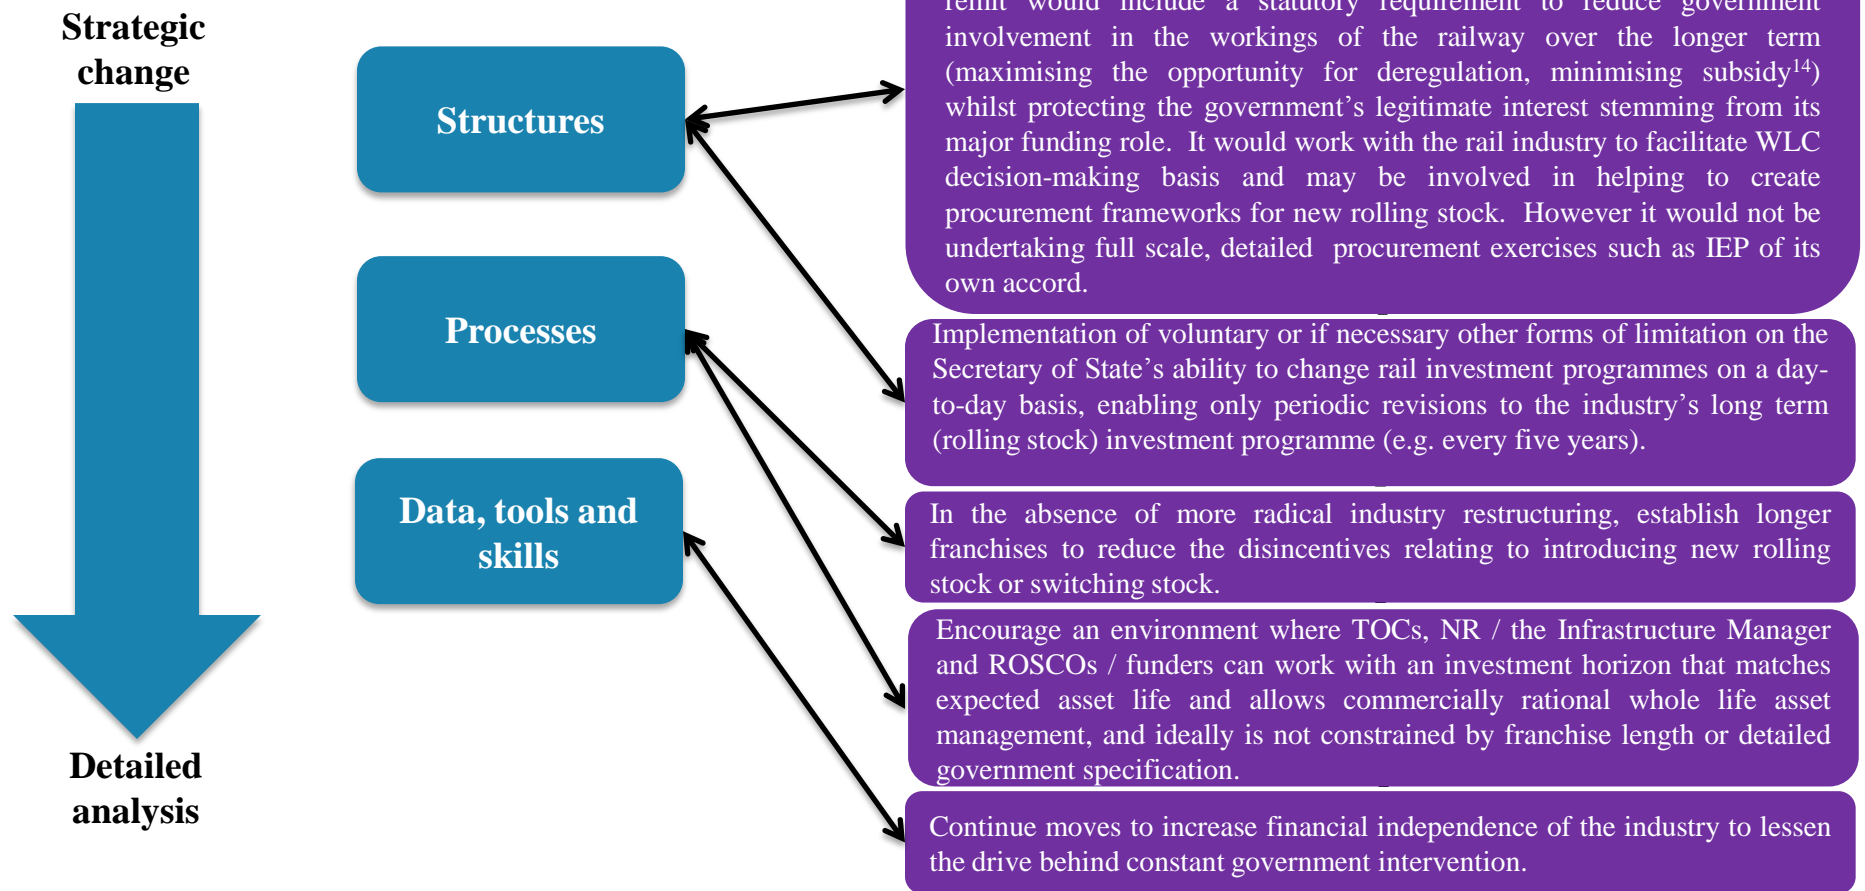 Strategic
change
Structures
Processes
Data, tools and
skills
Detailed
analysis
remit would include a statutory requirement to reduce government
involvement in the workings of the railway over the longer term
(maximising the opportunity for deregulation, minimising subsidy¹⁴)
whilst protecting the government’s legitimate interest stemming from its
major funding role. It would work with the rail industry to facilitate WLC
decision-making basis and may be involved in helping to create
procurement frameworks for new rolling stock. However it would not be
undertaking full scale, detailed procurement exercises such as IEP of its
own accord.
Implementation of voluntary or if necessary other forms of limitation on the
Secretary of State’s ability to change rail investment programmes on a day-
to-day basis, enabling only periodic revisions to the industry’s long term
(rolling stock) investment programme (e.g. every five years).
In the absence of more radical industry restructuring, establish longer
franchises to reduce the disincentives relating to introducing new rolling
stock or switching stock.
Encourage an environment where TOCs, NR / the Infrastructure Manager
and ROSCOs / funders can work with an investment horizon that matches
expected asset life and allows commercially rational whole life asset
management, and ideally is not constrained by franchise length or detailed
government specification.
Continue moves to increase financial independence of the industry to lessen
the drive behind constant government intervention.